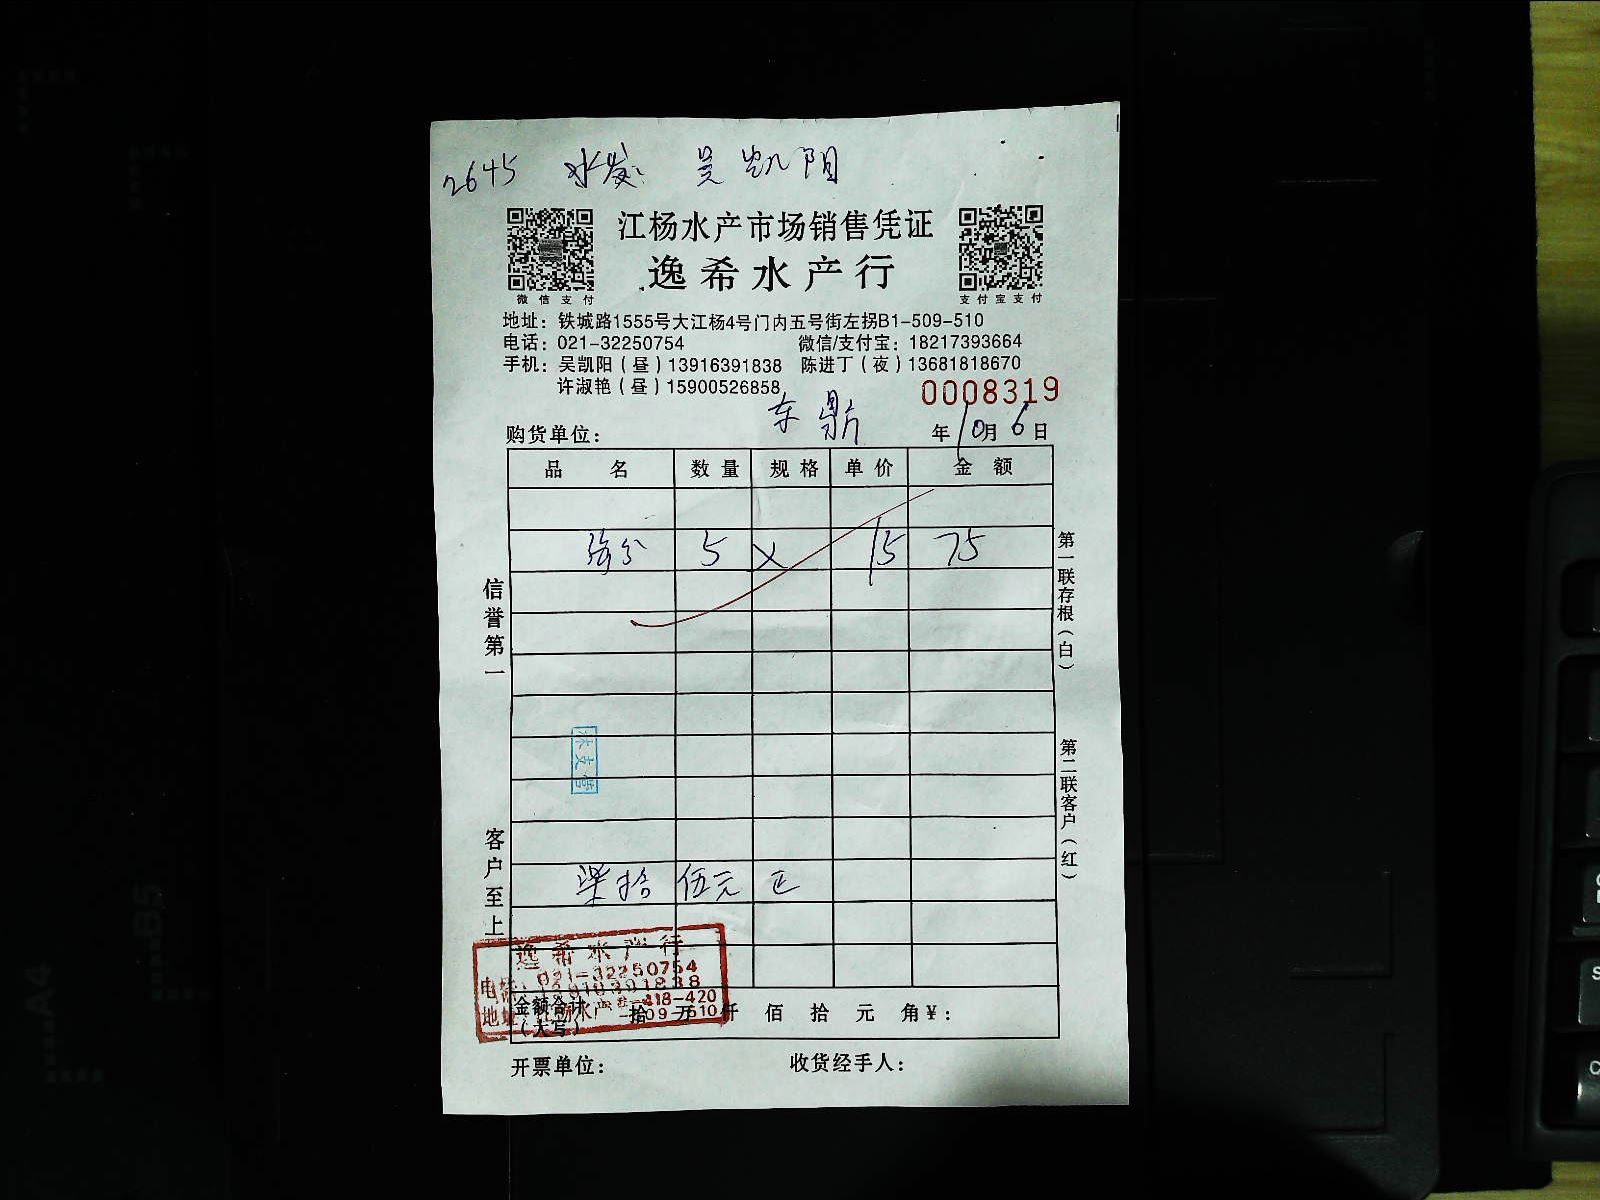 2645 水发: 吴凯阳
江杨水产市场销售凭证
逸希水产行
微信支付
支付宝支付
地址：铁城路1555号大江杨4号门内五号街左拐B1-509-510
电话：021-32250754 微信/支付宝：18217393664
手机：吴凯阳（昼）13916391838 陈进丁（夜）13681818670
许淑艳（昼）15900526858
0008319
购货单位： 东鼎 年10月6日
品名 数量 规格 单价 金额
5 X 15 75
柒拾伍元正
信誉第一 客户至上
第一联存根（白） 第二联客户（红）
逸希水产行
电话：021-32250754
13916391838
金额合计（大写） 拾 万 仟 佰 拾 元 角 ¥：
开票单位： 收货经手人：
B5
A4